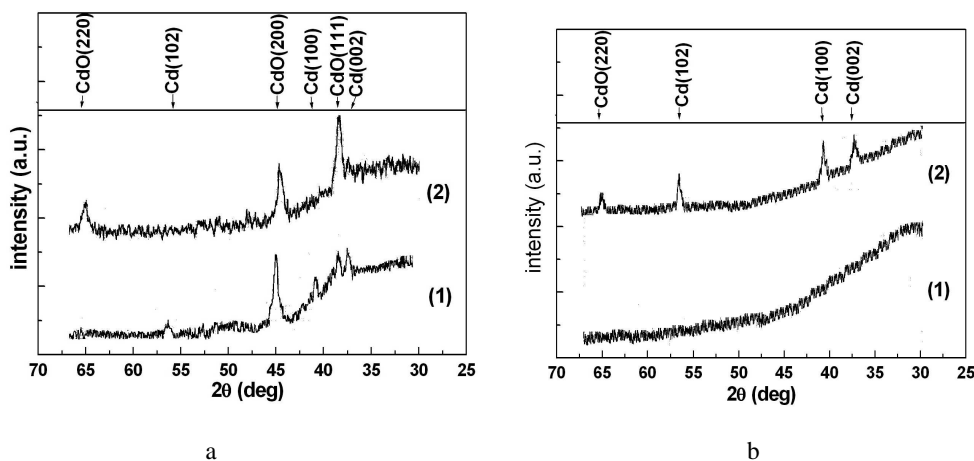 CdO(220)
Cd(102)
CdO(200)
Cd(100)
CdO(111)
Cd(002)
intensity (a.u.)
(2)
(1)
70 65 60 55 50 45 40 35 30 25
2θ (deg)
a
CdO(220)
Cd(102)
Cd(100)
Cd(002)
intensity (a.u.)
(2)
(1)
70 65 60 55 50 45 40 35 30 25
2θ (deg)
b